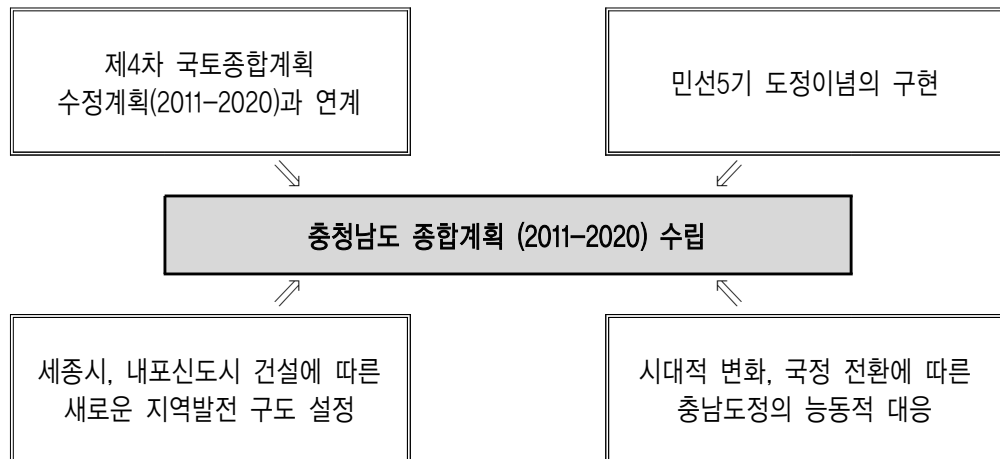 제4차 국토종합계획
수정계획(2011-2020)과 연계
민선5기 도정이념의 구현
충청남도 종합계획 (2011-2020) 수립
세종시, 내포신도시 건설에 따른
새로운 지역발전 구도 설정
시대적 변화, 국정 전환에 따른
충남도정의 능동적 대응